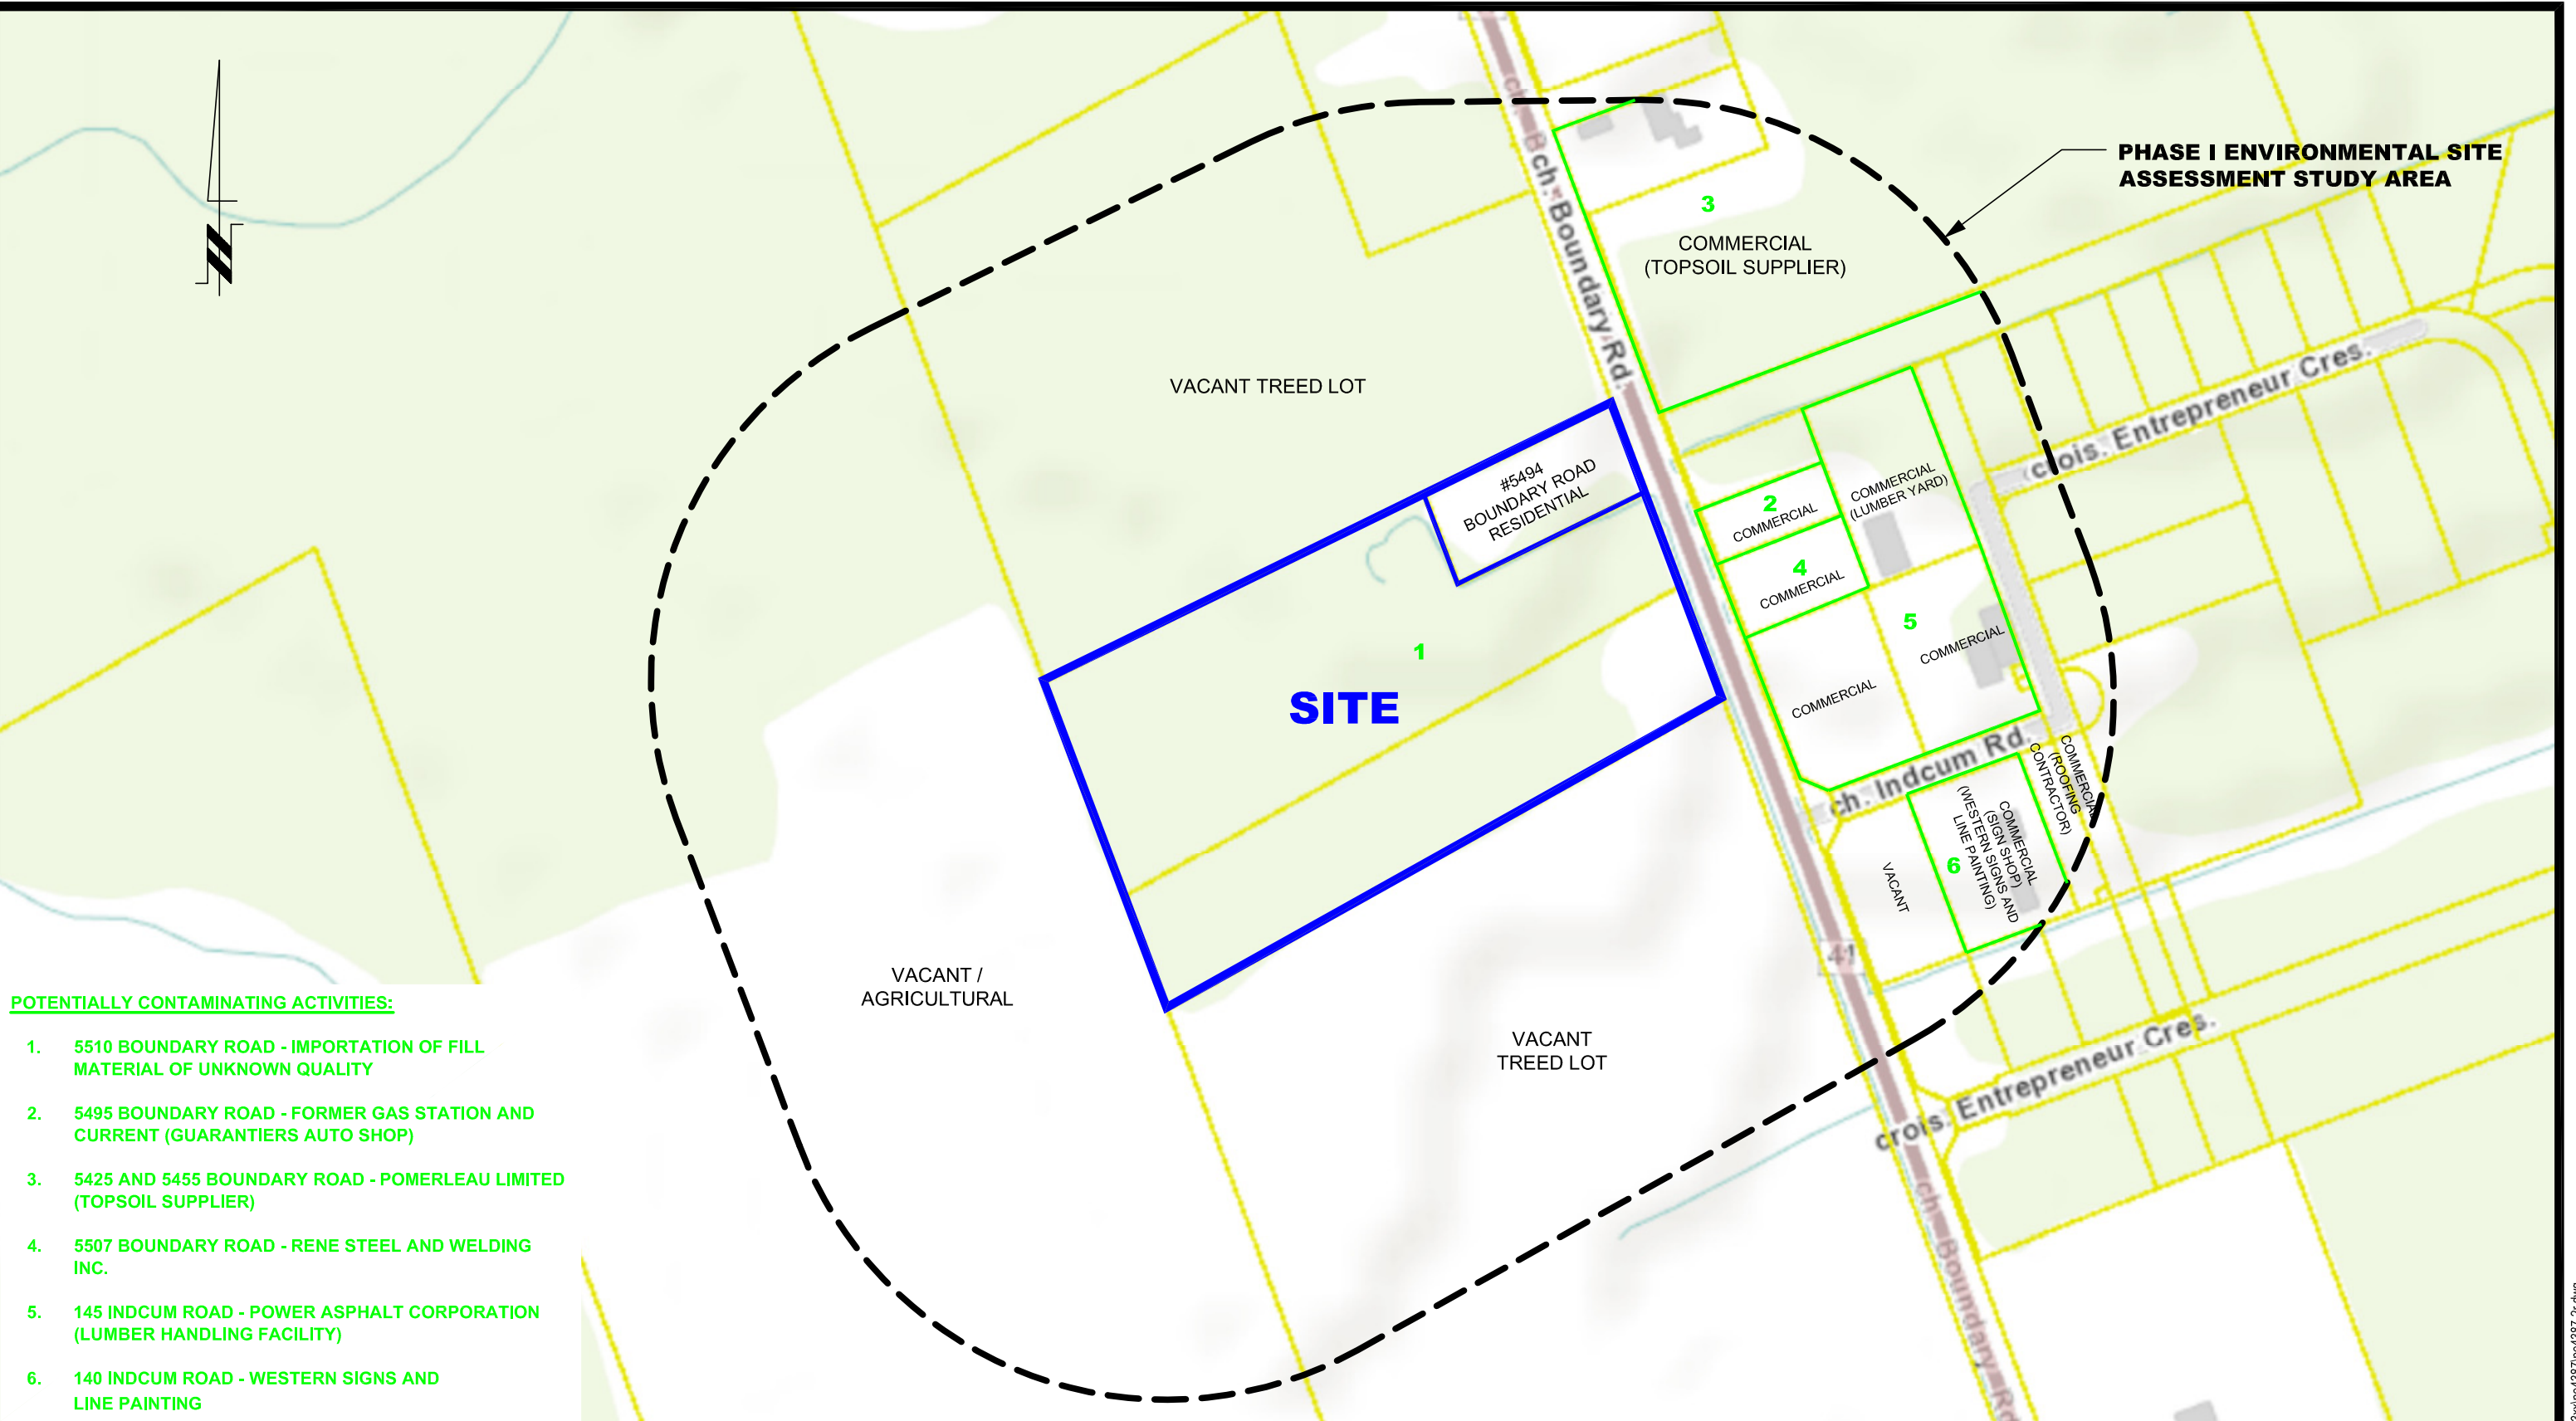 PHASE I ENVIRONMENTAL SITE
ASSESSMENT STUDY AREA
ch. Boundary Rd.
3
COMMERCIAL
(TOPSOIL SUPPLIER)
VACANT TREED LOT
crois. Entrepreneur Cres.
#5494
BOUNDARY ROAD
RESIDENTIAL
2
COMMERCIAL
COMMERCIAL
(LUMBER YARD)
4
COMMERCIAL
5
COMMERCIAL
COMMERCIAL
1
SITE
ch. Indcum Rd.
COMMERCIAL
(ROOFING
CONTRACTOR)
6
COMMERCIAL
(SIGN SHOP)
(WESTERN SIGNS AND
LINE PAINTING)
VACANT
41
VACANT /
AGRICULTURAL
VACANT
TREED LOT
crois. Entrepreneur Cres.
ch. Boundary Rd
POTENTIALLY CONTAMINATING ACTIVITIES:
1. 5510 BOUNDARY ROAD - IMPORTATION OF FILL
MATERIAL OF UNKNOWN QUALITY
2. 5495 BOUNDARY ROAD - FORMER GAS STATION AND
CURRENT (GUARANTIERS AUTO SHOP)
3. 5425 AND 5455 BOUNDARY ROAD - POMERLEAU LIMITED
(TOPSOIL SUPPLIER)
4. 5507 BOUNDARY ROAD - RENE STEEL AND WELDING
INC.
5. 145 INDCUM ROAD - POWER ASPHALT CORPORATION
(LUMBER HANDLING FACILITY)
6. 140 INDCUM ROAD - WESTERN SIGNS AND
LINE PAINTING